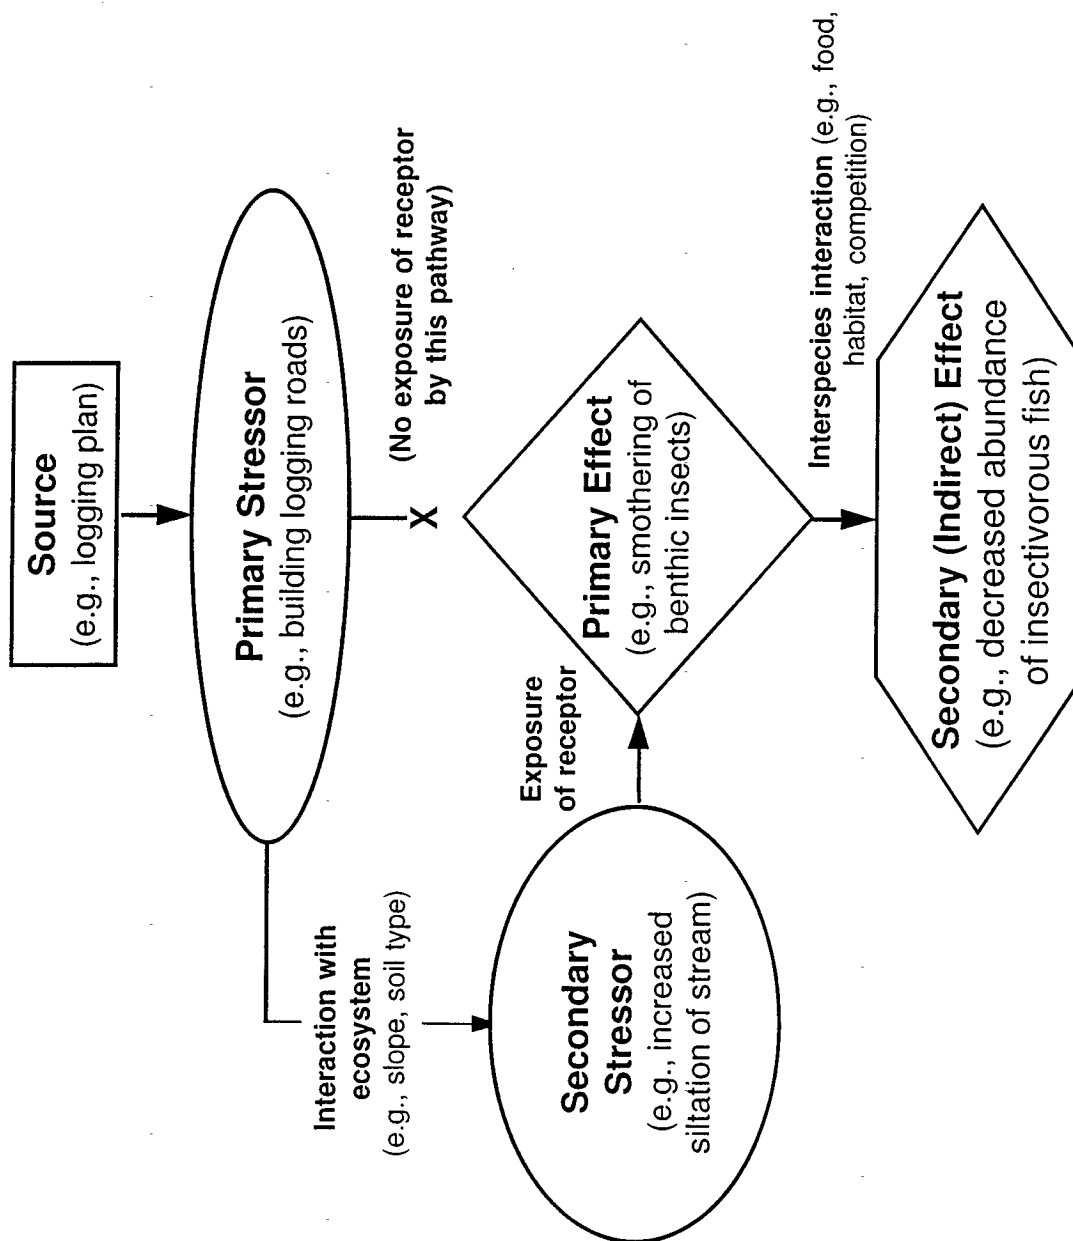 Source
(e.g., logging plan)
Primary Stressor
(e.g., building logging roads)
(No exposure of receptor
by this pathway)
Interaction with
ecosystem
(e.g., slope, soil type)
Secondary
Stressor
(e.g., increased
siltation of stream)
Exposure
of receptor
Primary Effect
(e.g., smothering of
benthic insects)
Interspecies interaction (e.g., food,
habitat, competition)
Secondary (Indirect) Effect
(e.g., decreased abundance
of insectivorous fish)
X